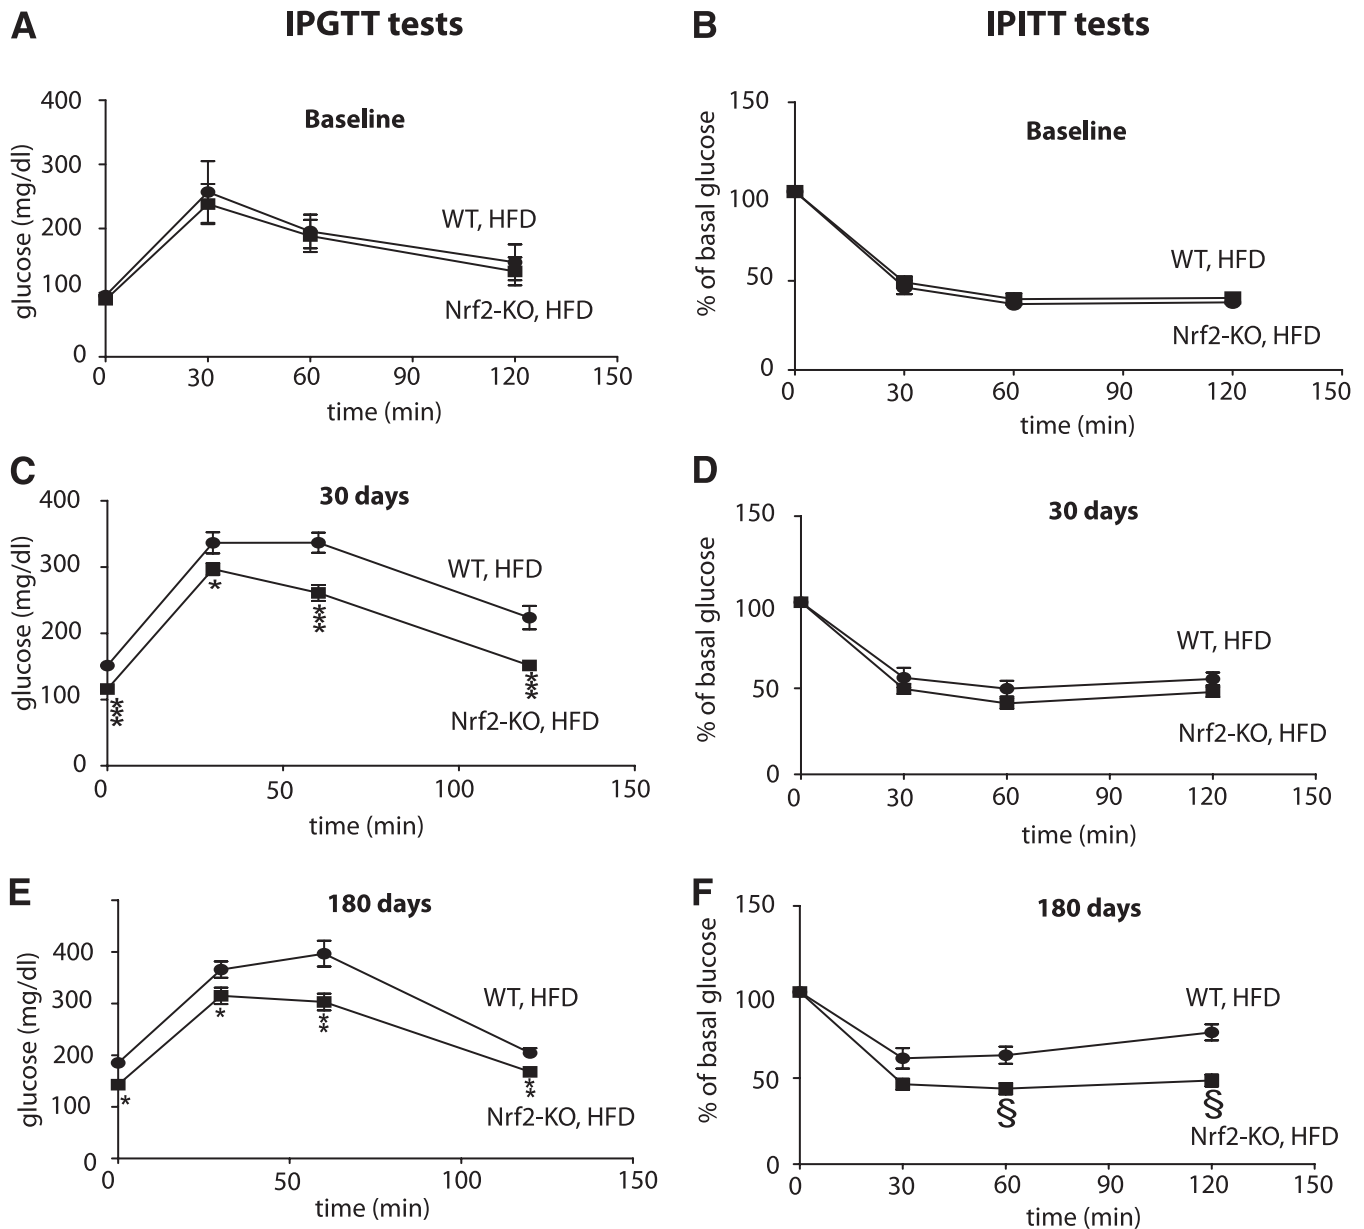 A IPGTT tests
B IPITT tests
Baseline
glucose (mg/dl)
400
300
200
100
0
WT, HFD
Nrf2-KO, HFD
0 30 60 90 120 150
time (min)
Baseline
% of basal glucose
150
100
50
0
WT, HFD
Nrf2-KO, HFD
0 30 60 90 120 150
time (min)
C
30 days
glucose (mg/dl)
400
300
200
100
0
WT, HFD
*
***
***
***
Nrf2-KO, HFD
0 50 100 150
time (min)
D
30 days
% of basal glucose
150
100
50
0
WT, HFD
Nrf2-KO, HFD
0 30 60 90 120 150
time (min)
E
180 days
glucose (mg/dl)
400
300
200
100
0
WT, HFD
*
**
**
*
Nrf2-KO, HFD
0 50 100 150
time (min)
F
180 days
% of basal glucose
150
100
50
0
WT, HFD
§ §
Nrf2-KO, HFD
0 30 60 90 120 150
time (min)